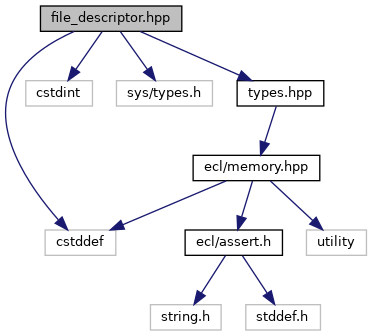 file_descriptor.hpp
cstdint
sys/types.h
types.hpp
ecl/memory.hpp
cstddef
ecl/assert.h
utility
string.h
stddef.h